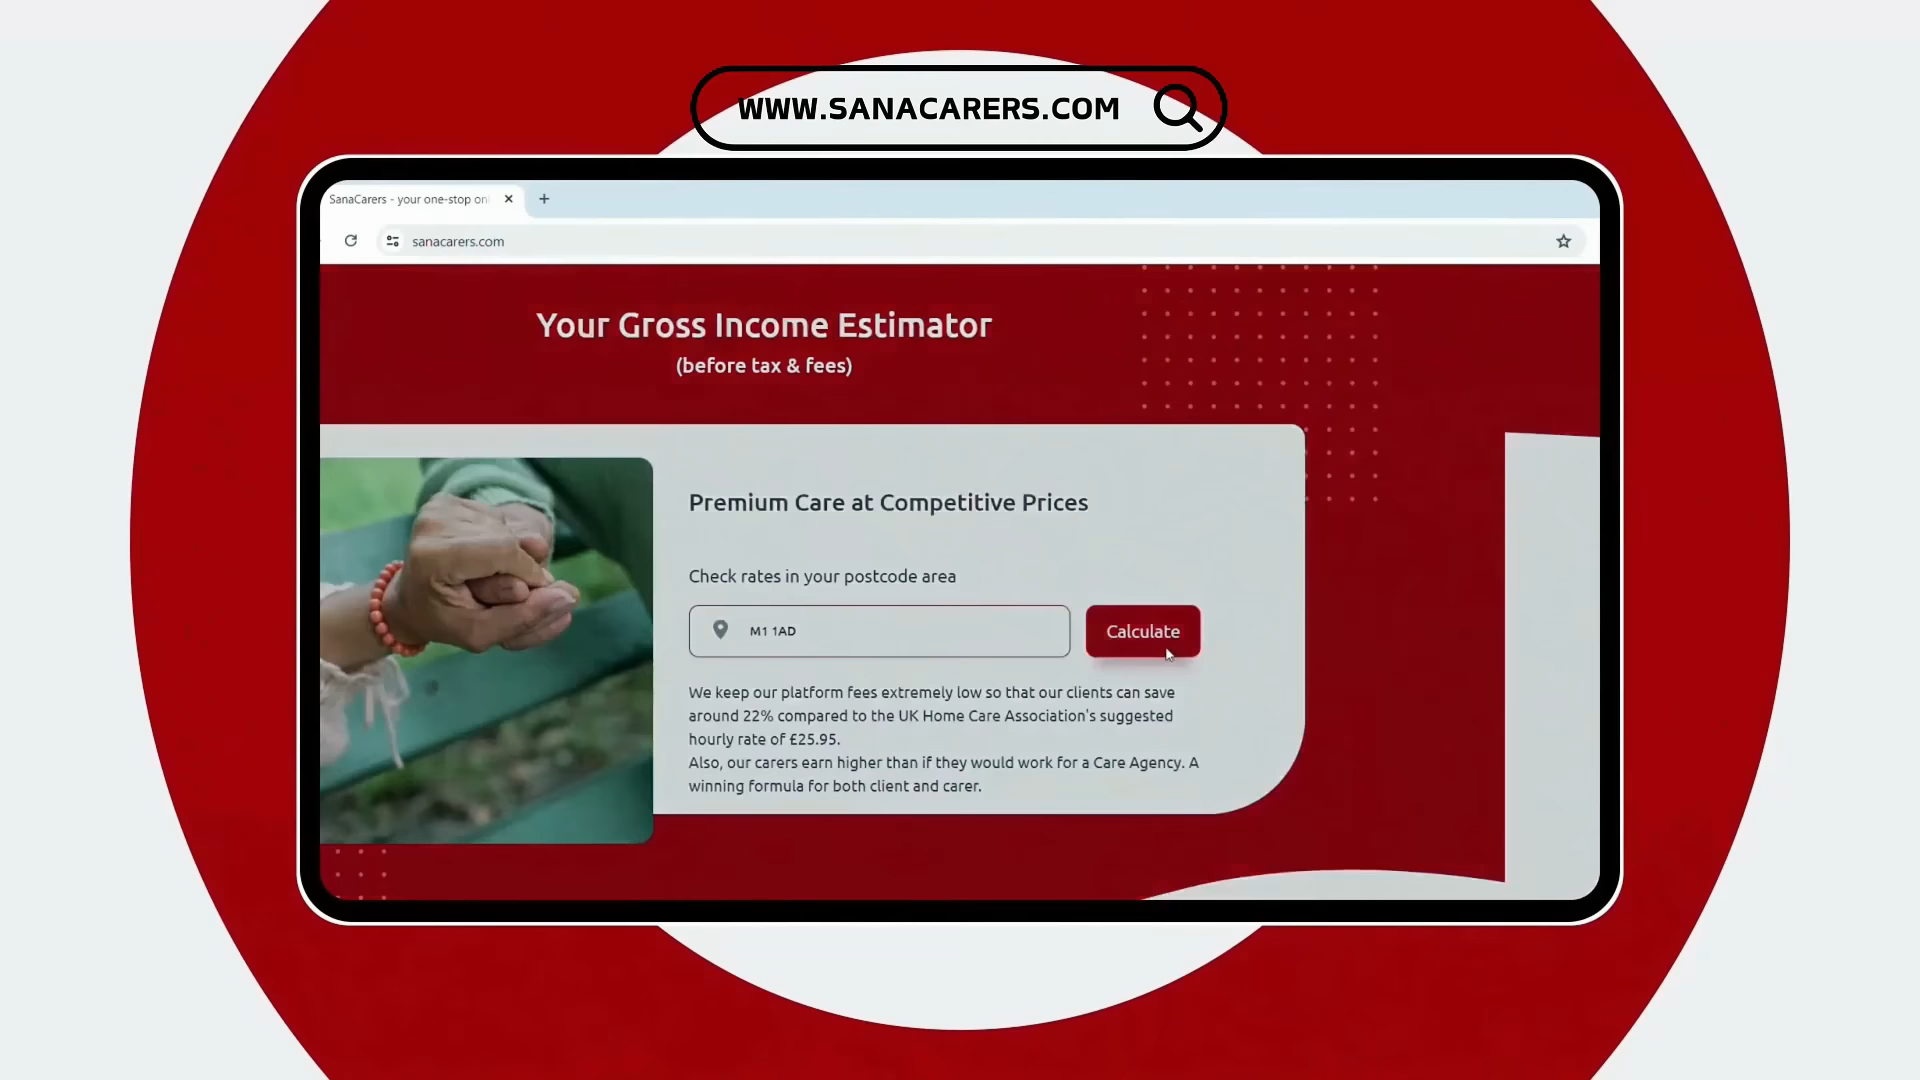 WWW.SANACARERS.COM
SanaCarers - your one-stop on
sanacarers.com
Your Gross Income Estimator
(before tax & fees)
Premium Care at Competitive Prices
Check rates in your postcode area
M1 1AD
Calculate
We keep our platform fees extremely low so that our clients can save
around 22% compared to the UK Home Care Association's suggested
hourly rate of £25.95.
Also, our carers earn higher than if they would work for a Care Agency. A
winning formula for both client and carer.